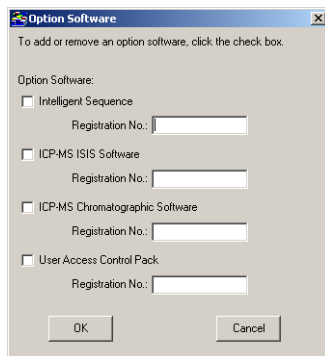 Option Software
To add or remove an option software, click the check box.
Option Software:
Intelligent Sequence
Registration No.:
ICP-MS ISIS Software
Registration No.:
ICP-MS Chromatographic Software
Registration No.:
User Access Control Pack
Registration No.:
OK Cancel